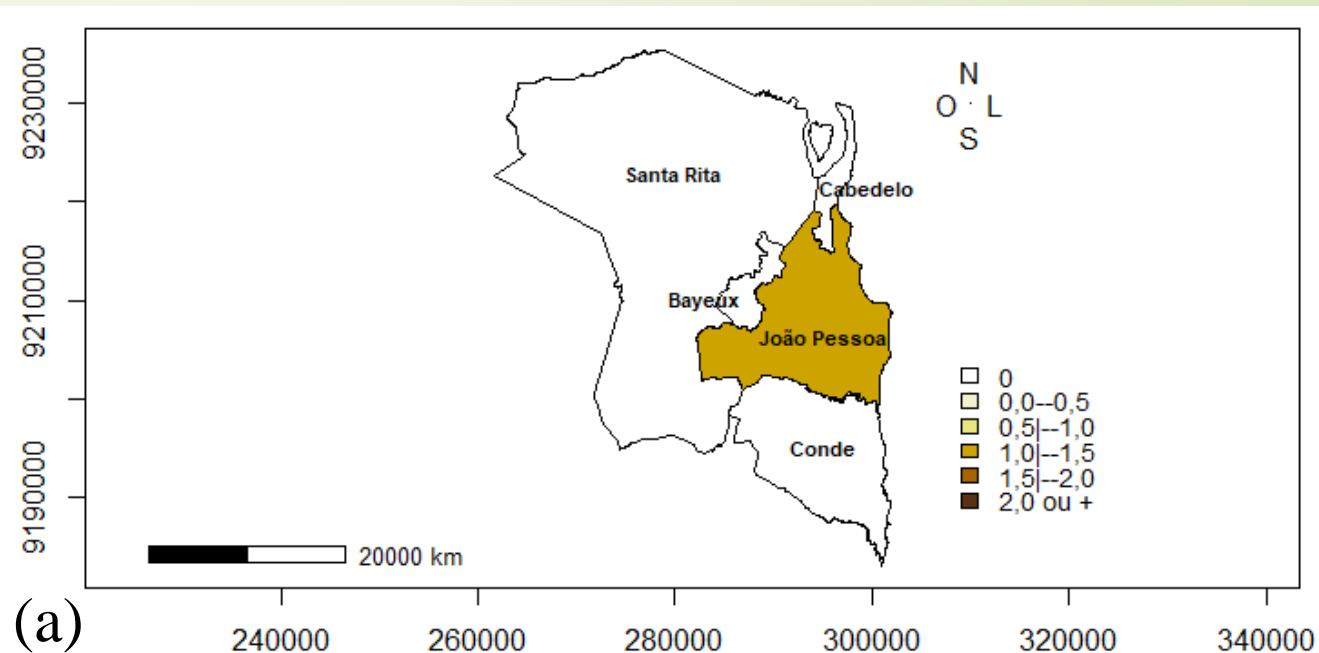 9230000
9210000
9190000
N
O · L
S
Santa Rita
Cabedelo
Bayeux
João Pessoa
Conde
0
0,0--0,5
0,5|--1,0
1,0|--1,5
1,5|--2,0
2,0 ou +
20000 km
(a)
240000 260000 280000 300000 320000 340000